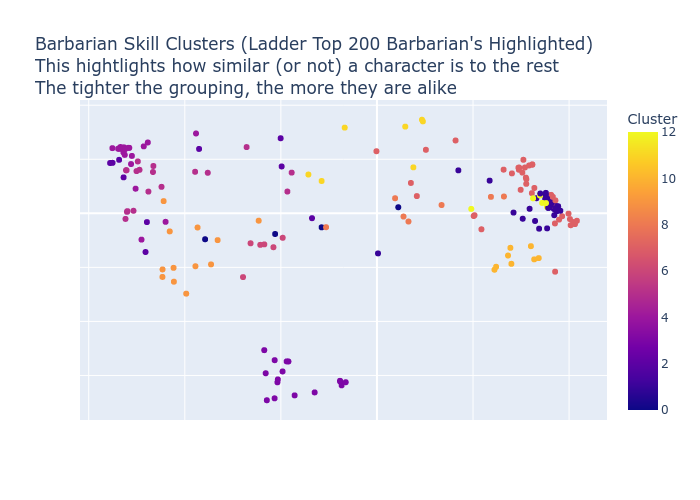 Barbarian Skill Clusters (Ladder Top 200 Barbarian's Highlighted)
This hightlights how similar (or not) a character is to the rest
The tighter the grouping, the more they are alike
Cluster
12
10
8
6
4
2
0